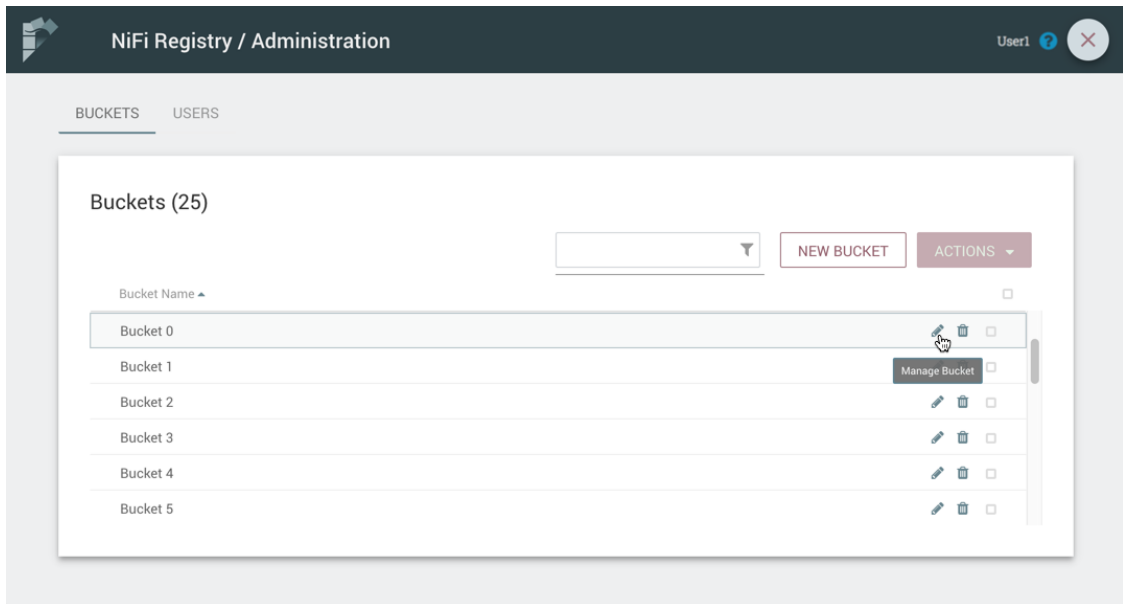 NiFi Registry / Administration
User1 ?
BUCKETS USERS
Buckets (25)
NEW BUCKET ACTIONS
Bucket Name
Bucket 0
Bucket 1
Manage Bucket
Bucket 2
Bucket 3
Bucket 4
Bucket 5